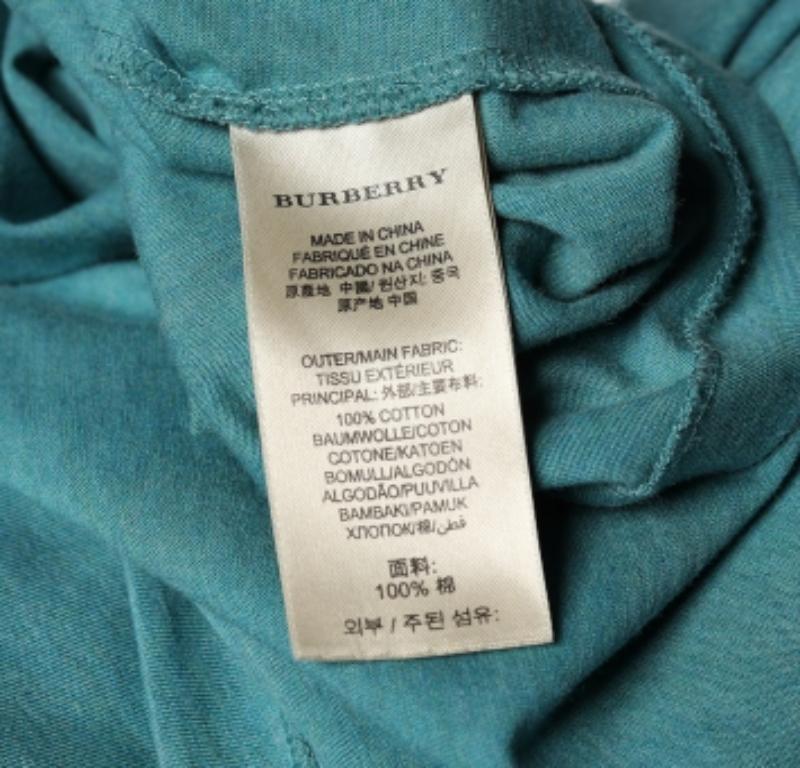 BURBERRY
MADE IN CHINA
FABRIQUÉ EN CHINE
FABRICADO NA CHINA
原産地 中國/ 원산지: 중국
原产地 中国
OUTER/MAIN FABRIC:
TISSU EXTÉRIEUR
PRINCIPAL: 外部/主要布料:
100% COTTON
BAUMWOLLE/COTON
COTONE/KATOEN
BOMULL/ALGODÓN
ALGODÃO/PUUVILLA
BAMBAKI/PAMUK
ХЛОПОК/棉/قطن
面料:
100% 棉
외부 / 주된 섬유: